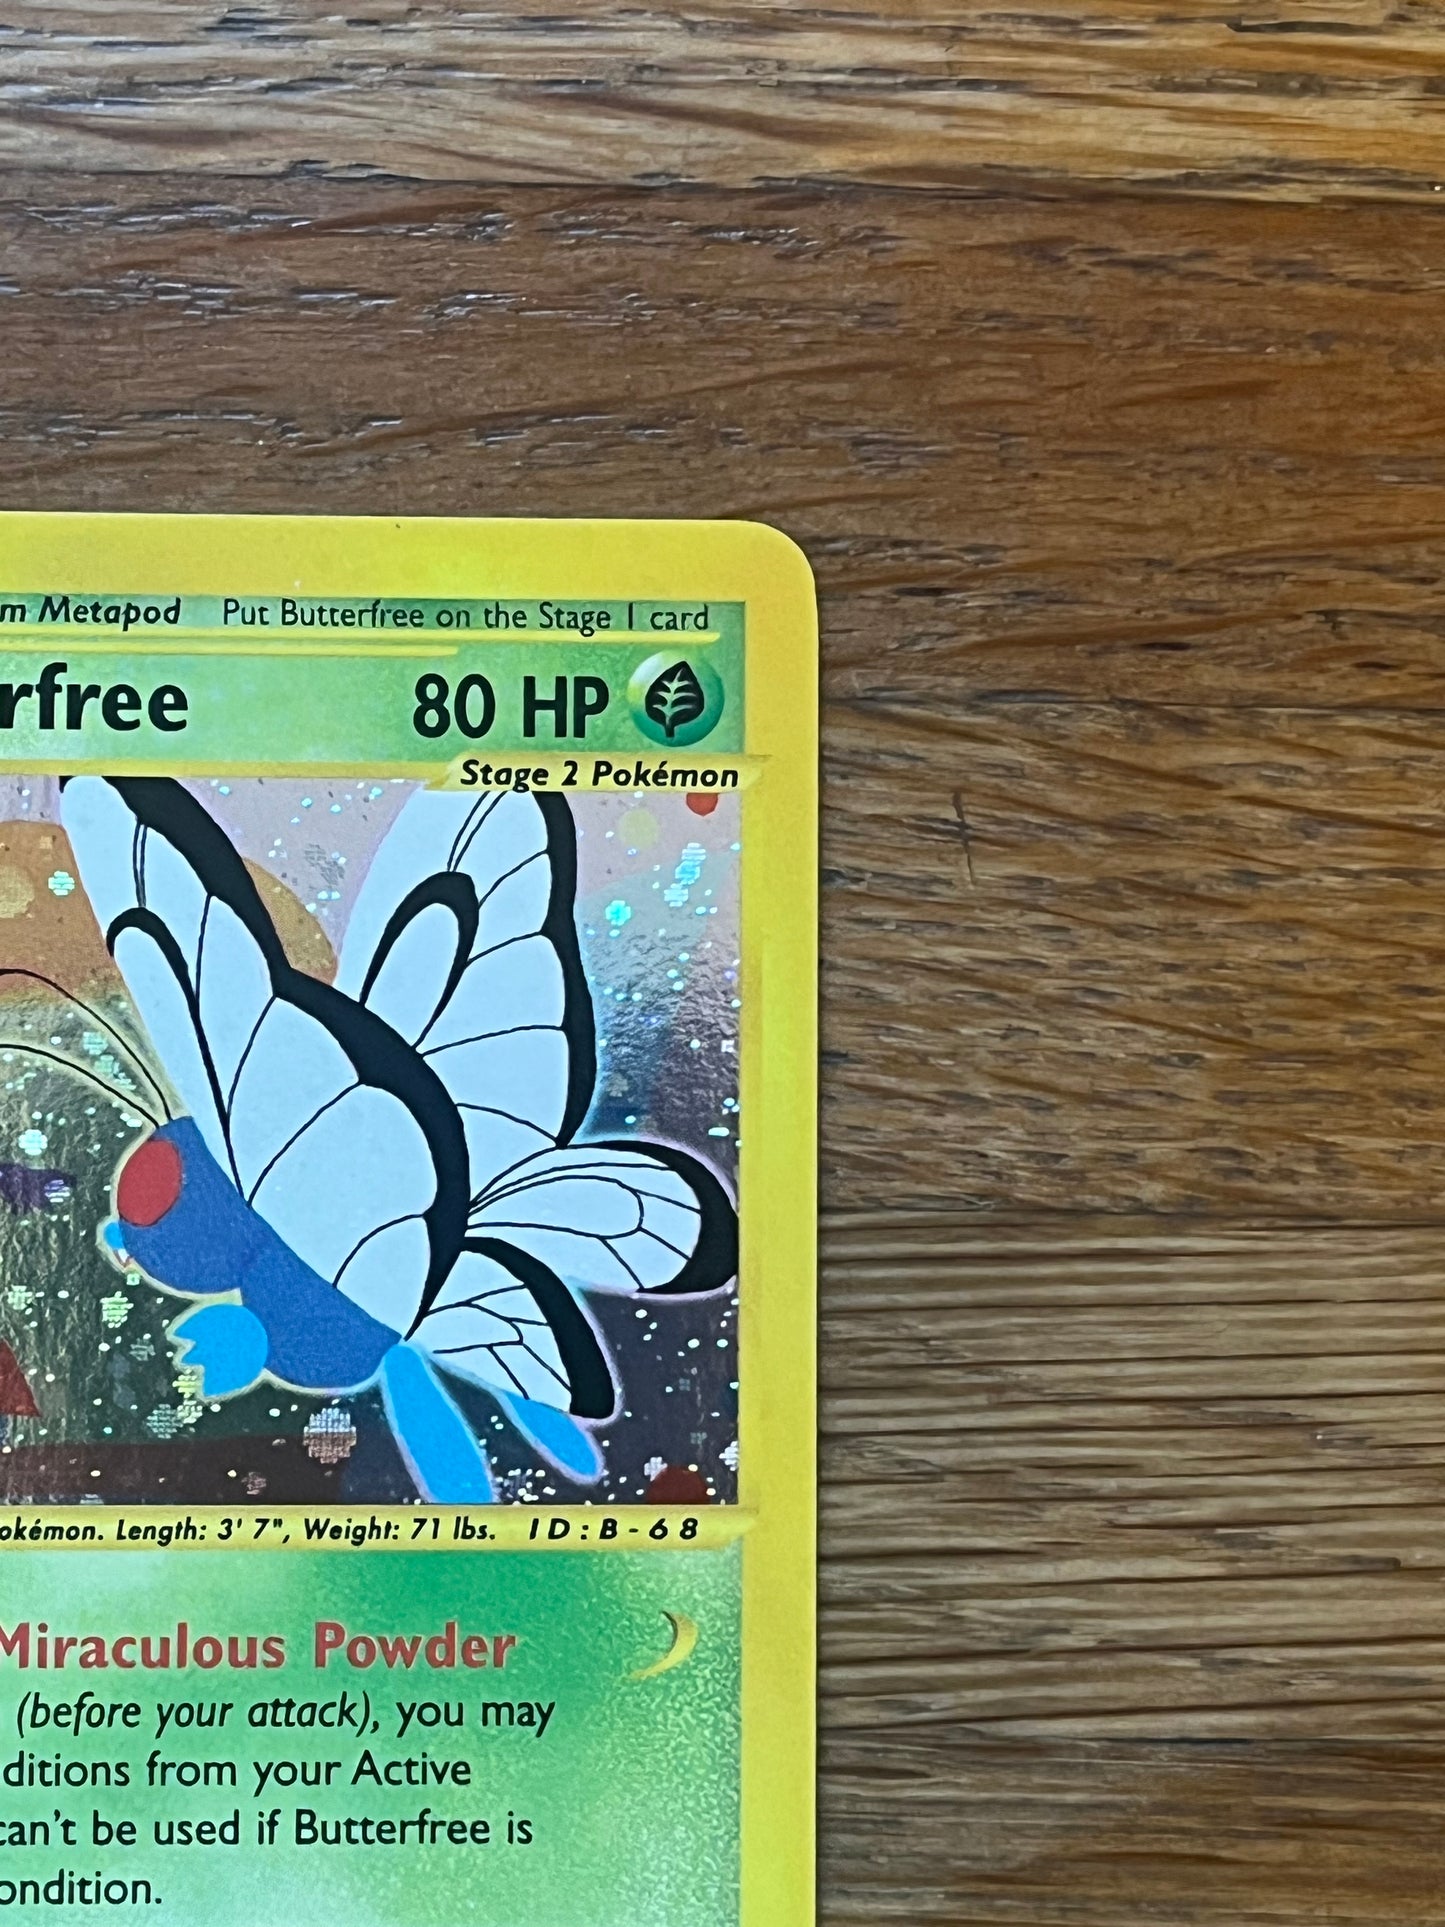 m Metapod Put Butterfree on the Stage 1 card
rfree 80 HP
Stage 2 Pokémon
okémon. Length: 3' 7", Weight: 71 lbs. ID:B-68
Miraculous Powder
(before your attack), you may
ditions from your Active
can't be used if Butterfree is
ondition.